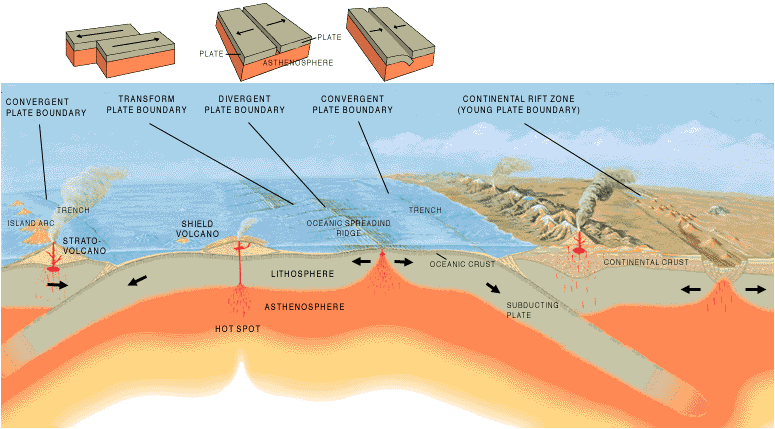 PLATE
PLATE
ASTHENOSPHERE
CONVERGENT
PLATE BOUNDARY
TRANSFORM
PLATE BOUNDARY
DIVERGENT
PLATE BOUNDARY
CONVERGENT
PLATE BOUNDARY
CONTINENTAL RIFT ZONE
(YOUNG PLATE BOUNDARY)
TRENCH
ISLAND ARC
STRATO-
VOLCANO
SHIELD
VOLCANO
OCEANIC SPREADING
RIDGE
TRENCH
OCEANIC CRUST
CONTINENTAL CRUST
LITHOSPHERE
ASTHENOSPHERE
HOT SPOT
SUBDUCTING
PLATE